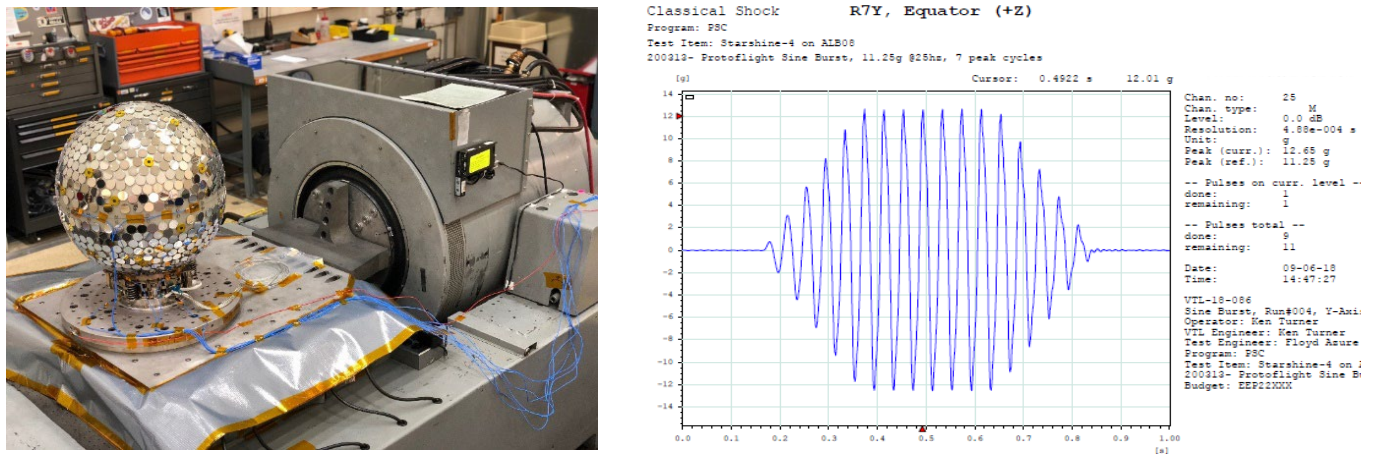 Classical Shock R7Y, Equator (+Z)
Program: PSC
Test Item: Starshine-4 on ALB08
200313- Protoflight Sine Burst, 11.25g @25hz, 7 peak cycles
[g] Cursor: 0.4922 s 12.01 g
14
12
10
8
6
4
2
0
-2
-4
-6
-8
-10
-12
-14
0.0 0.1 0.2 0.3 0.4 0.5 0.6 0.7 0.8 0.9 1.00
[s]
Chan. no: 25
Chan. type: M
Level: 0.0 dB
Resolution: 4.88e-004 s
Unit: g
Peak (curr.): 12.65 g
Peak (ref.): 11.25 g
-- Pulses on curr. level --
done: 1
remaining: 1
-- Pulses total --
done: 9
remaining: 11
Date: 09-06-18
Time: 14:47:27
VTL-18-086
Sine Burst, Run#004, Y-Axi
Operator: Ken Turner
VTL Engineer: Ken Turner
Test Engineer: Floyd Azure
Program: PSC
Test Item: Starshine-4 on
200313- Protoflight Sine B
Budget: EEP22XXX